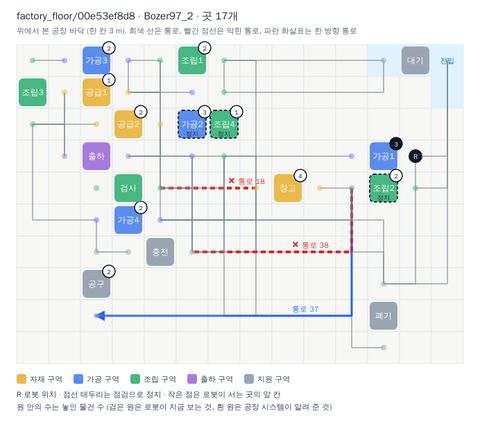 factory_floor/00e53ef8d8 · Bozer97_2 · 곳 17개
위에서 본 공장 바닥 (한 칸 3 m). 회색 선은 통로, 빨간 점선은 막힌 통로, 파란 화살표는 한 방향 통로
가공3 2
조립1 2
대기
진입
조립3
공급1 2
공급2 2
가공2 3
정지
조립4 1
정지
출하
가공1 3
R
검사
✕ 통로 18
창고 4
조립2 2
정지
가공4 2
충전
✕ 통로 38
공구 2
통로 37
폐기
자재 구역 가공 구역 조립 구역 출하 구역 지원 구역
R 로봇 위치 · 점선 테두리는 점검으로 정지 · 작은 점은 로봇이 서는 곳의 앞 칸
원 안의 수는 놓인 물건 수 (검은 원은 로봇이 지금 보는 것, 흰 원은 공장 시스템이 알려 준 것)